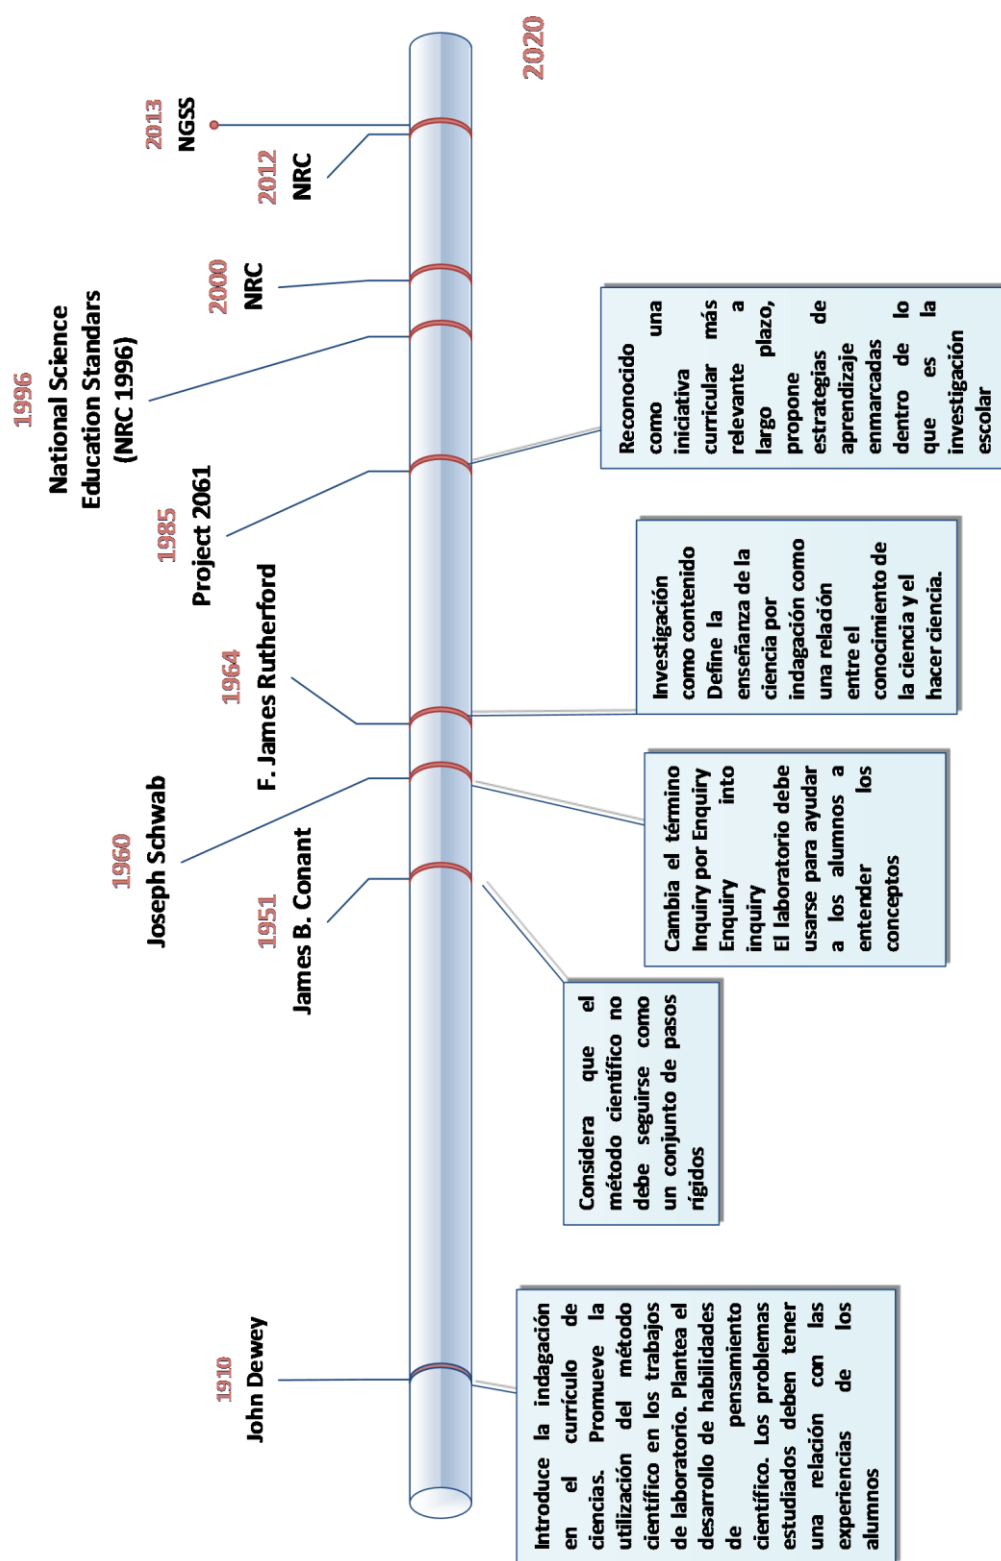 1910
John Dewey
1951
James B. Conant
1960
Joseph Schwab
1964
F. James Rutherford
1985
Project 2061
1996
National Science
Education Standars
(NRC 1996)
2000
NRC
2012
NRC
2013
NGSS
2020
Introduce la indagación
en el currículo de
ciencias. Promueve la
utilización del método
científico en los trabajos
de laboratorio. Plantea el
desarrollo de habilidades
de pensamiento
científico. Los problemas
estudiados deben tener
una relación con las
experiencias de los
alumnos
Considera que el
método científico no
debe seguirse como
un conjunto de pasos
rígidos
Cambia el término
Inquiry por Enquiry
Enquiry into
inquiry
El laboratorio debe
usarse para ayudar
a los alumnos a
entender los
conceptos
Investigación
como contenido
Define la
enseñanza de la
ciencia por
indagación como
una relación
entre el
conocimiento de
la ciencia y el
hacer ciencia.
Reconocido
como una
iniciativa
curricular más
relevante a
largo plazo,
propone
estrategias de
aprendizaje
enmarcadas
dentro de lo
que es la
investigación
escolar